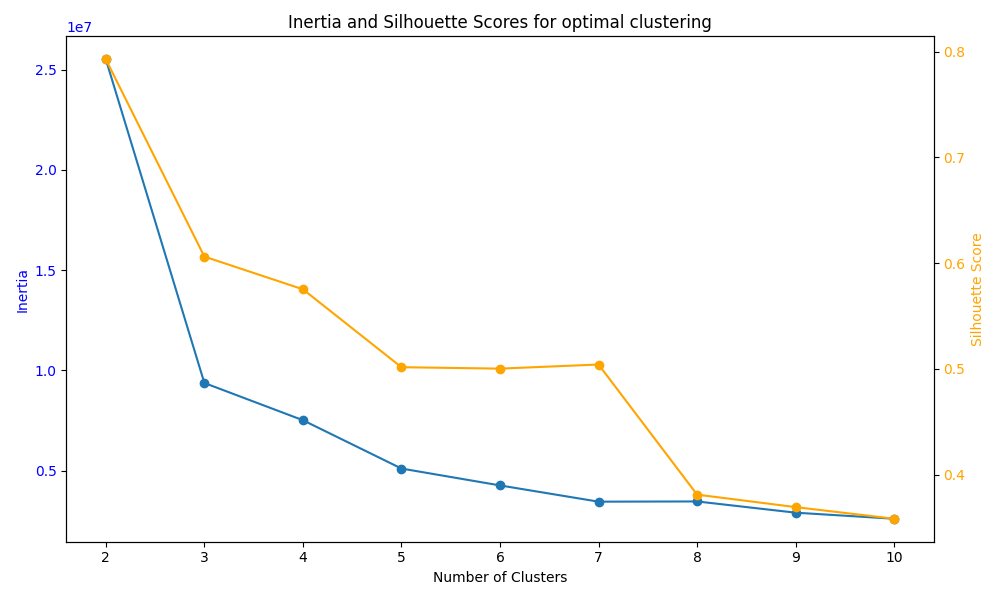 Inertia and Silhouette Scores for optimal clustering
1e7
2.5
2.0
1.5
1.0
0.5
Inertia
0.8
0.7
0.6
0.5
0.4
Silhouette Score
2 3 4 5 6 7 8 9 10
Number of Clusters